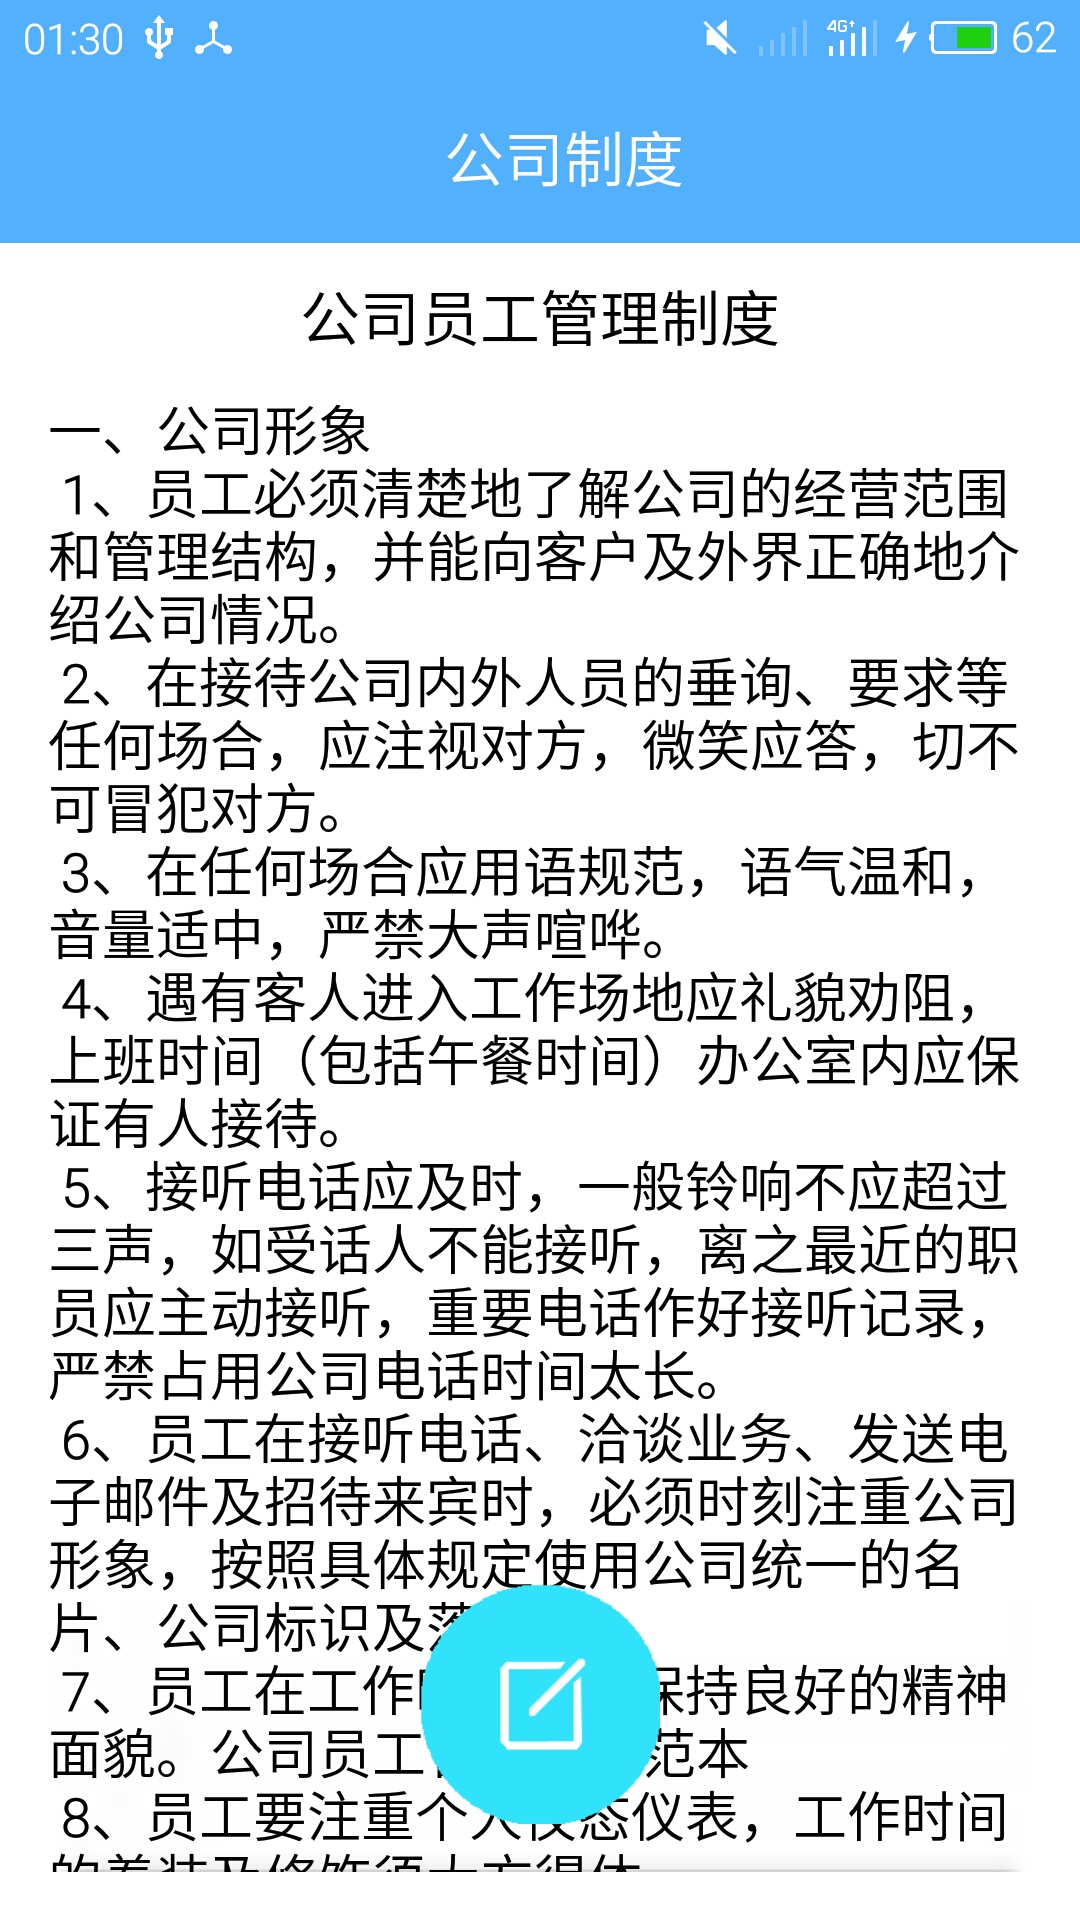 01:30
4G+
62
公司制度
公司员工管理制度
一、公司形象
1、员工必须清楚地了解公司的经营范围
和管理结构，并能向客户及外界正确地介
绍公司情况。
2、在接待公司内外人员的垂询、要求等
任何场合，应注视对方，微笑应答，切不
可冒犯对方。
3、在任何场合应用语规范，语气温和，
音量适中，严禁大声喧哗。
4、遇有客人进入工作场地应礼貌劝阻，
上班时间（包括午餐时间）办公室内应保
证有人接待。
5、接听电话应及时，一般铃响不应超过
三声，如受话人不能接听，离之最近的职
员应主动接听，重要电话作好接听记录，
严禁占用公司电话时间太长。
6、员工在接听电话、洽谈业务、发送电
子邮件及招待来宾时，必须时刻注重公司
形象，按照具体规定使用公司统一的名
片、公司标识及
7、员工在工作 保持良好的精神
面貌。公司员工 范本
8、员工要注重个人仪态仪表，工作时间
的着装及修饰须大方得体